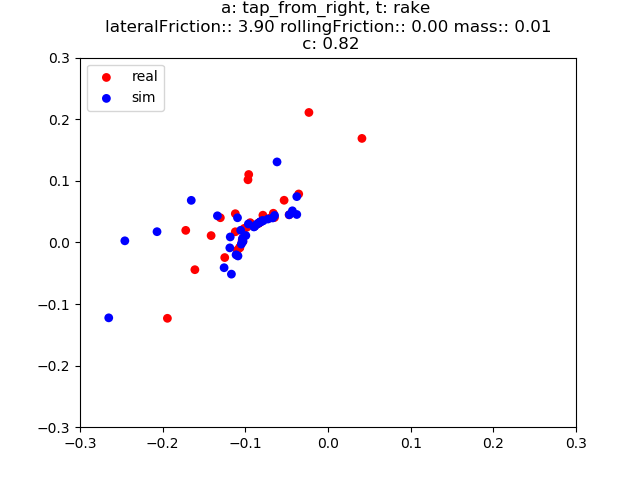 a: tap_from_right, t: rake
lateralFriction:: 3.90 rollingFriction:: 0.00 mass:: 0.01
c: 0.82
real
sim
0.3
0.2
0.1
0.0
−0.1
−0.2
−0.3
−0.3 −0.2 −0.1 0.0 0.1 0.2 0.3